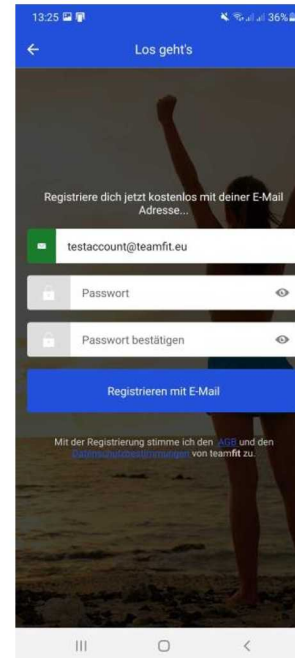 13:25 36%
Los geht's
Registriere dich jetzt kostenlos mit deiner E-Mail
Adresse...
testaccount@teamfit.eu
Passwort
Passwort bestätigen
Registrieren mit E-Mail
Mit der Registrierung stimme ich den AGB und den
Datenschutzbestimmungen von teamfit zu.